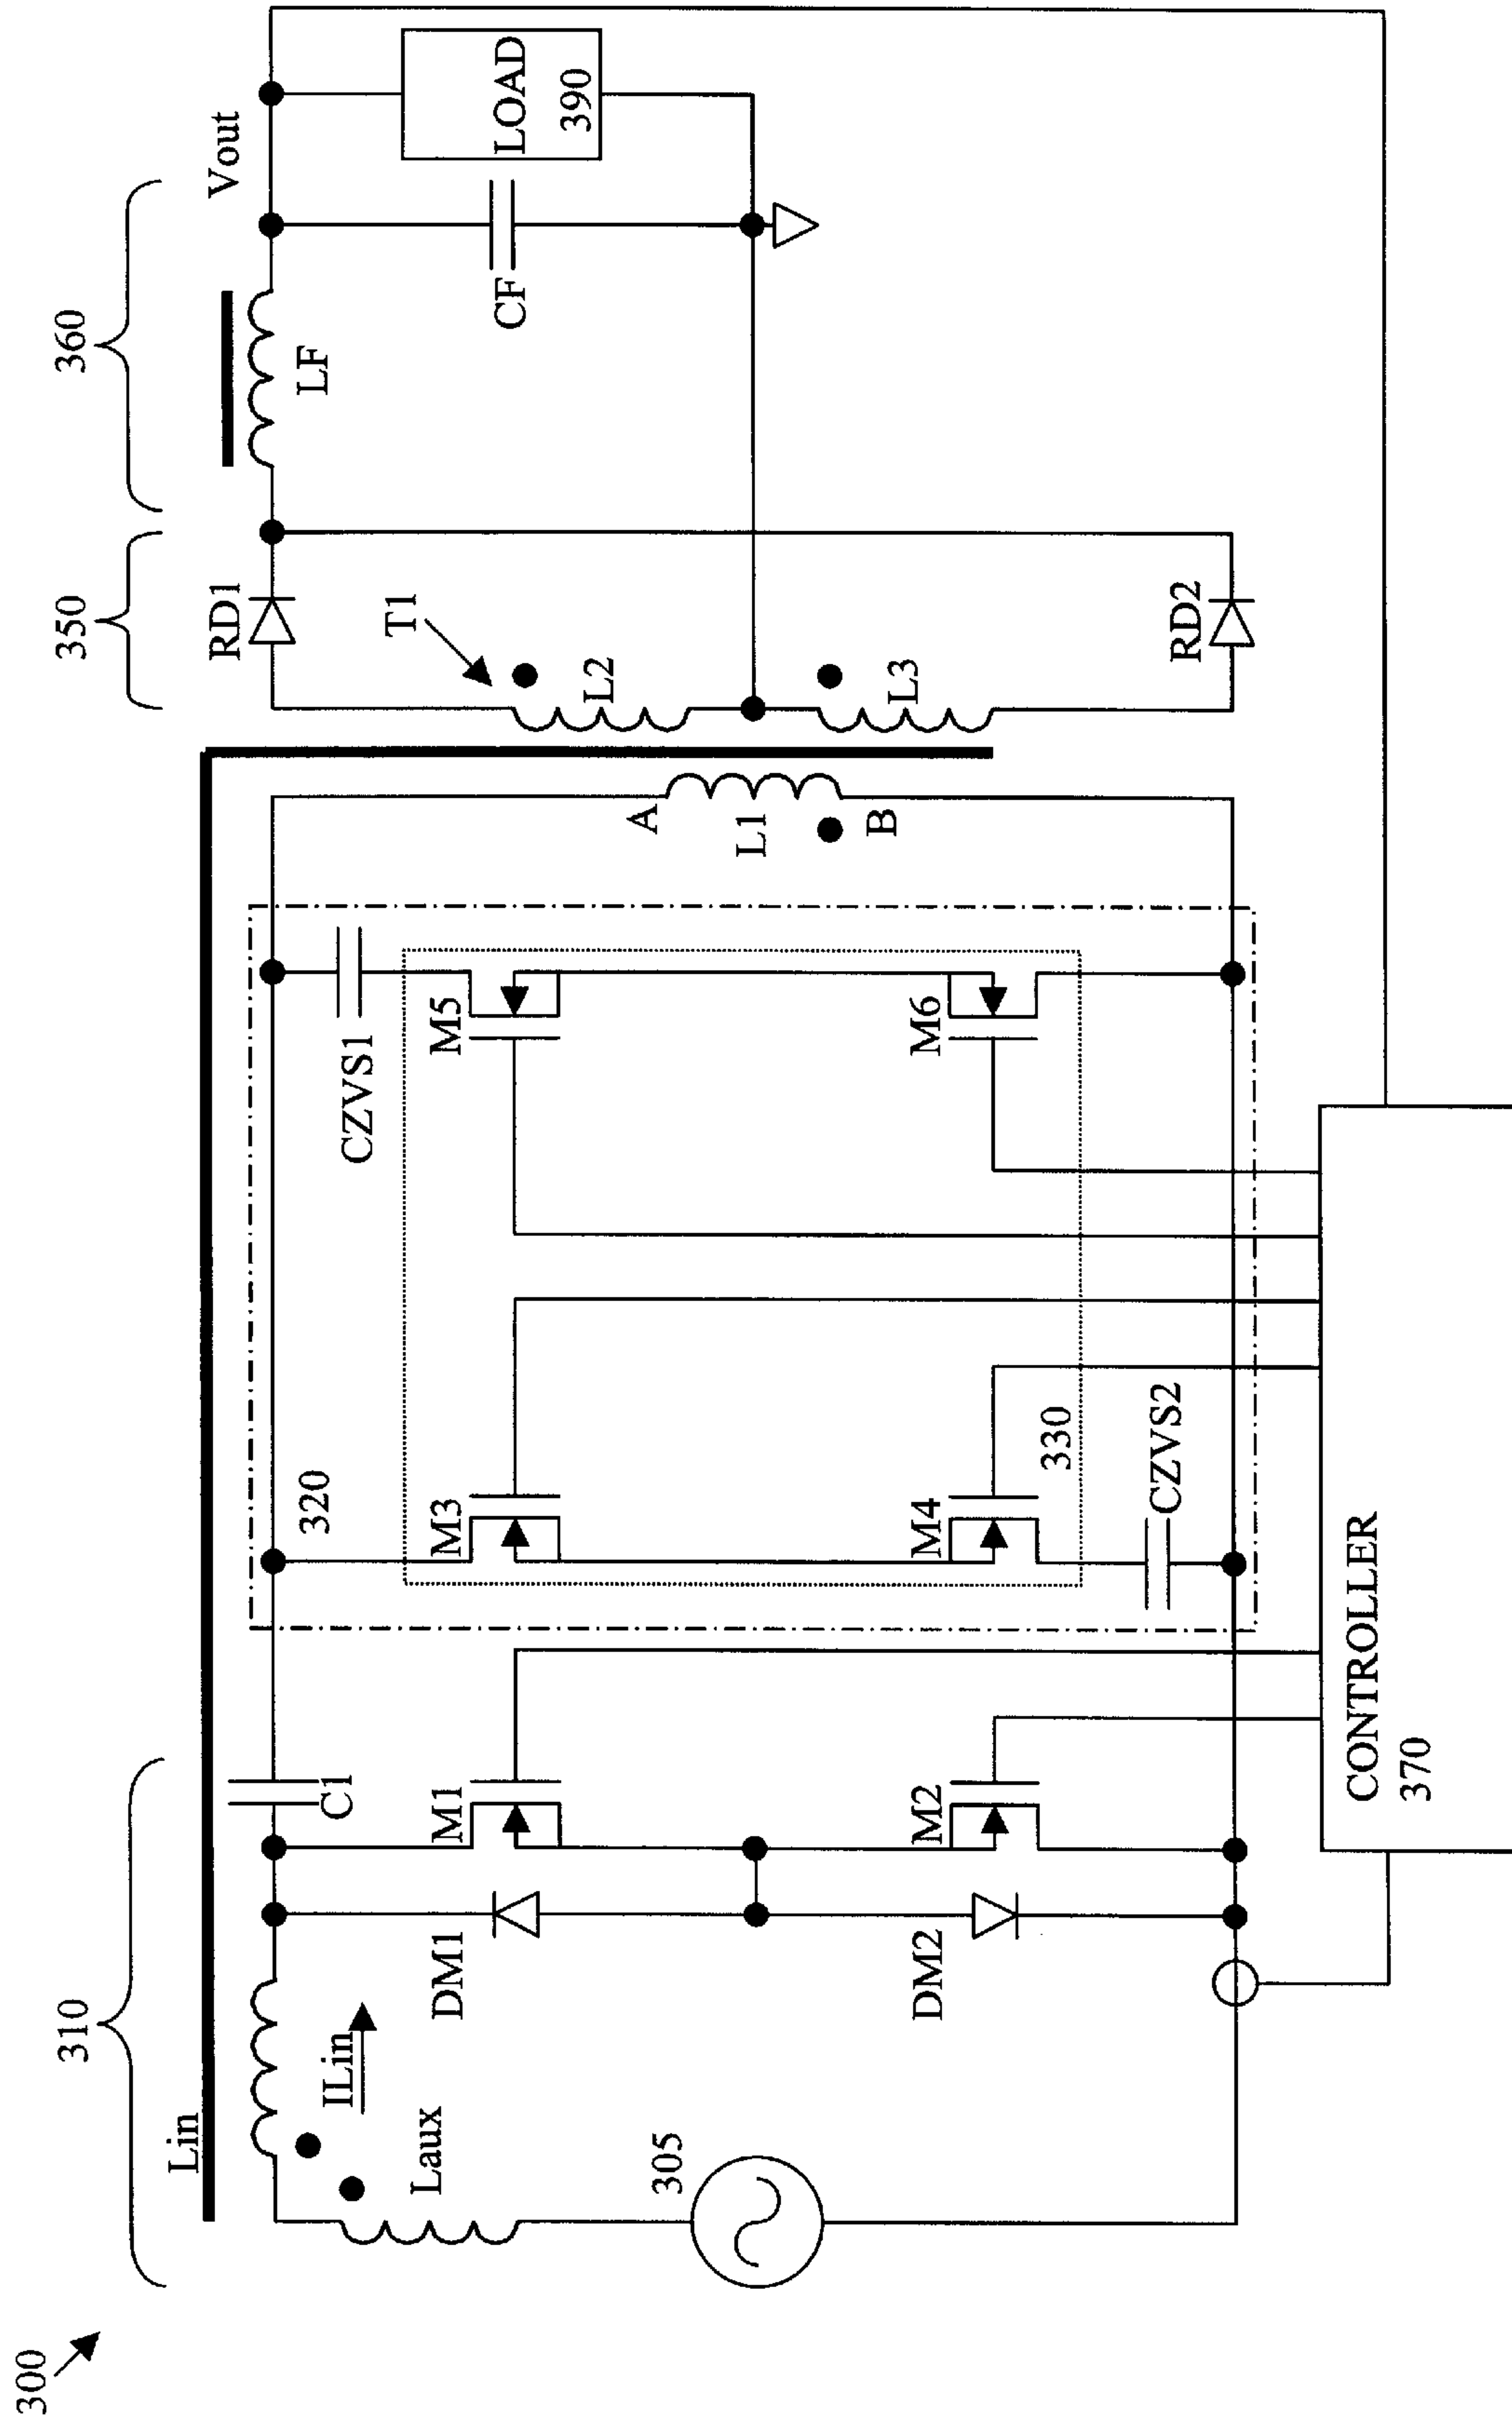 300
310
350
360
Lin
ILin
Laux
305
DM1
DM2
C1
M1
M2
320
M3
M4
330
CZVS2
CZVS1
M5
M6
A
L1
B
T1
L2
L3
RD1
RD2
LF
CF
Vout
LOAD
390
CONTROLLER
370